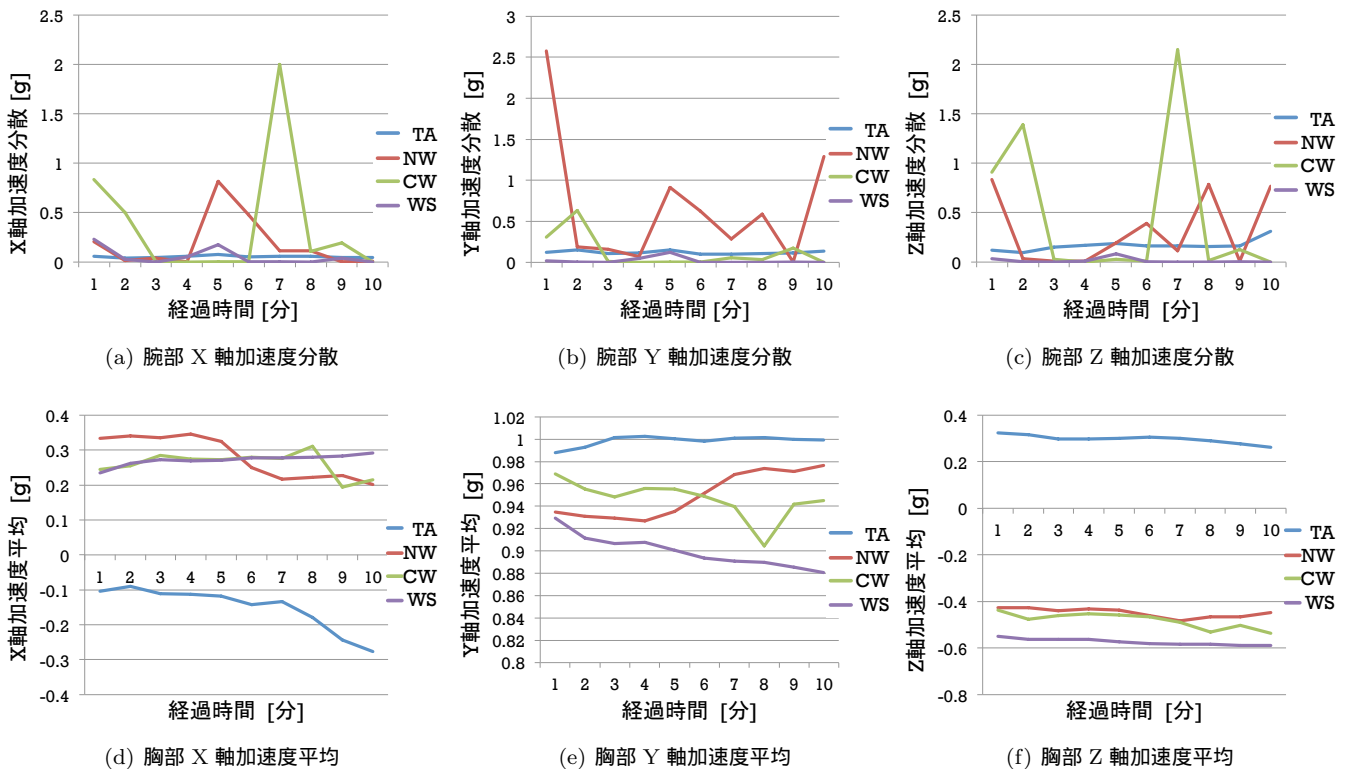 X軸加速度分散 [g]
2.5
2
1.5
1
0.5
0
1 2 3 4 5 6 7 8 9 10
経過時間 [分]
TA
NW
CW
WS
(a) 腕部 X 軸加速度分散
Y軸加速度分散 [g]
3
2.5
2
1.5
1
0.5
0
1 2 3 4 5 6 7 8 9 10
経過時間 [分]
TA
NW
CW
WS
(b) 腕部 Y 軸加速度分散
Z軸加速度分散 [g]
2.5
2
1.5
1
0.5
0
1 2 3 4 5 6 7 8 9 10
経過時間 [分]
TA
NW
CW
WS
(c) 腕部 Z 軸加速度分散
X軸加速度平均 [g]
0.4
0.3
0.2
0.1
0
-0.1
-0.2
-0.3
-0.4
1 2 3 4 5 6 7 8 9 10
経過時間 [分]
TA
NW
CW
WS
(d) 胸部 X 軸加速度平均
Y軸加速度平均 [g]
1.02
1
0.98
0.96
0.94
0.92
0.9
0.88
0.86
0.84
0.82
0.8
1 2 3 4 5 6 7 8 9 10
経過時間 [分]
TA
NW
CW
WS
(e) 胸部 Y 軸加速度平均
Z軸加速度平均 [g]
0.4
0.2
0
-0.2
-0.4
-0.6
-0.8
1 2 3 4 5 6 7 8 9 10
経過時間 [分]
TA
NW
CW
WS
(f) 胸部 Z 軸加速度平均